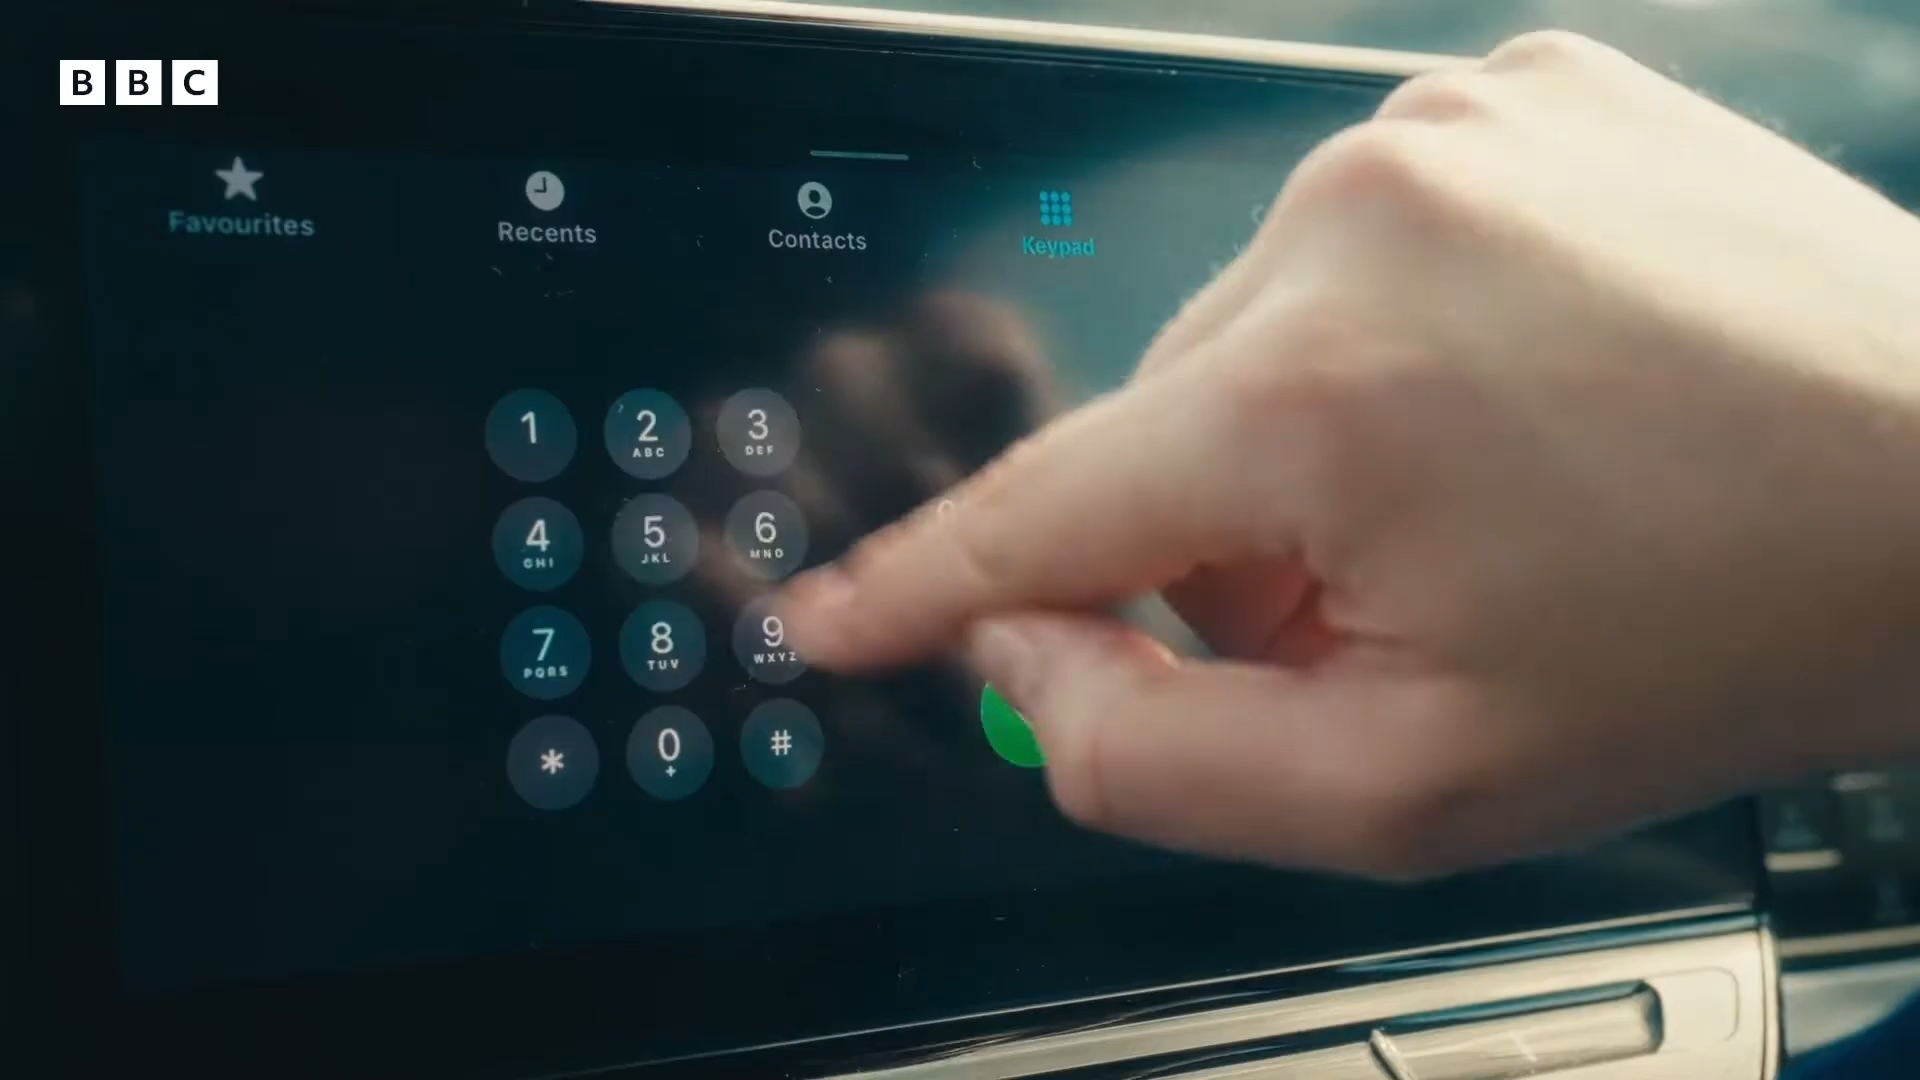 BBC
Favourites
Recents
Contacts
Keypad
1
2
ABC
3
DEF
4
GHI
5
JKL
6
MNO
7
PQRS
8
TUV
9
WXYZ
*
0
+
#